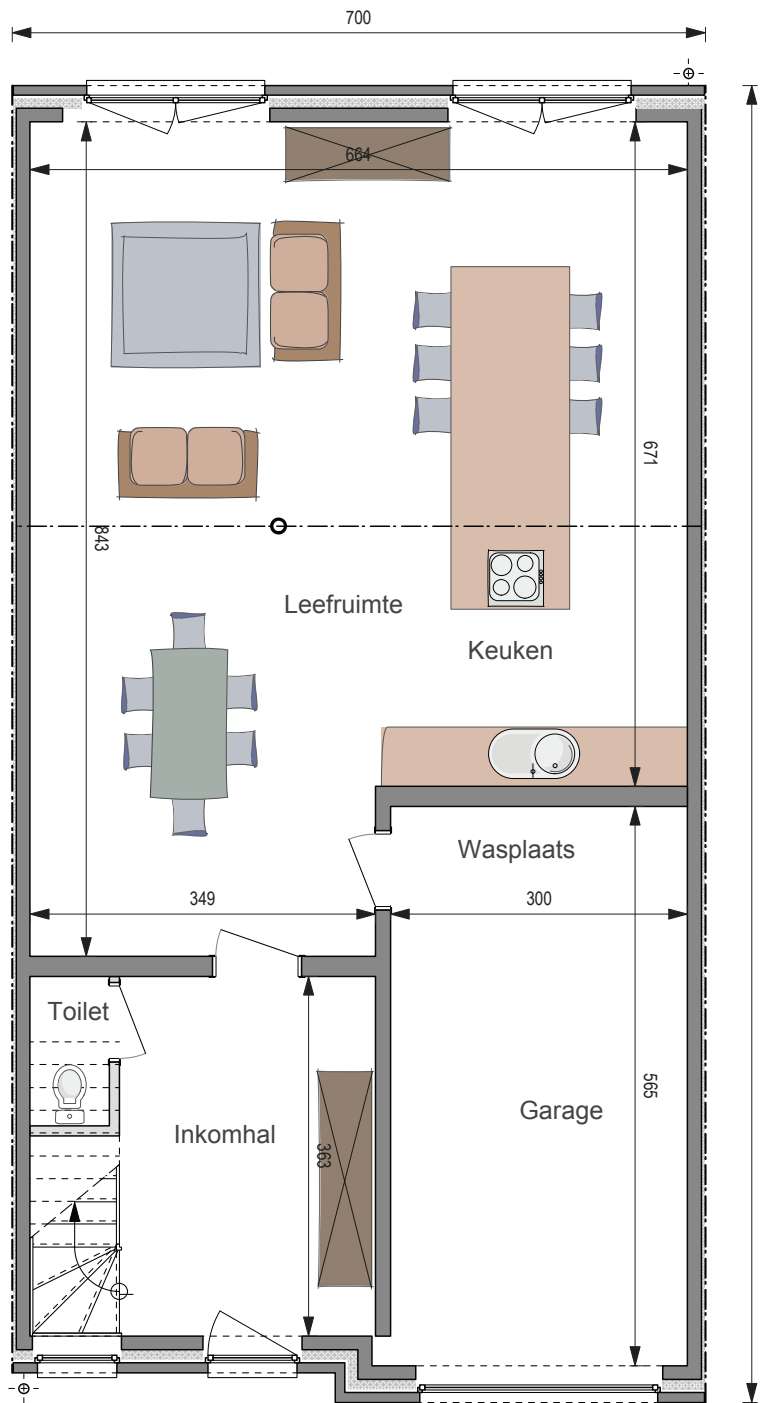 700
664
671
843
Leefruimte
Keuken
Wasplaats
349
300
Toilet
565
Garage
Inkomhal
363